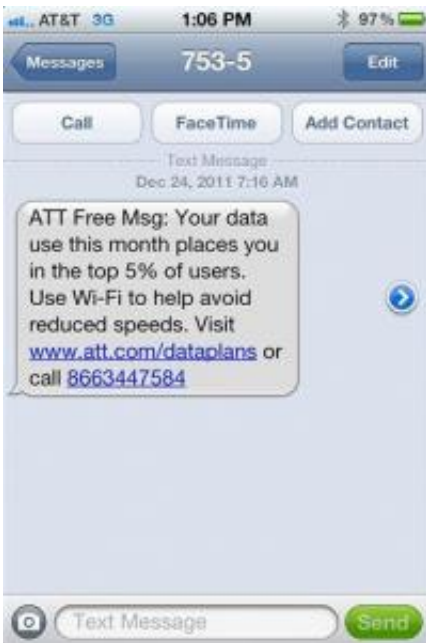 AT&T 3G 1:06 PM 97%
Messages 753-5 Edit
Call FaceTime Add Contact
Text Message
Dec 24, 2011 7:16 AM
ATT Free Msg: Your data
use this month places you
in the top 5% of users.
Use Wi-Fi to help avoid
reduced speeds. Visit
www.att.com/dataplans or
call 8663447584
Text Message Send